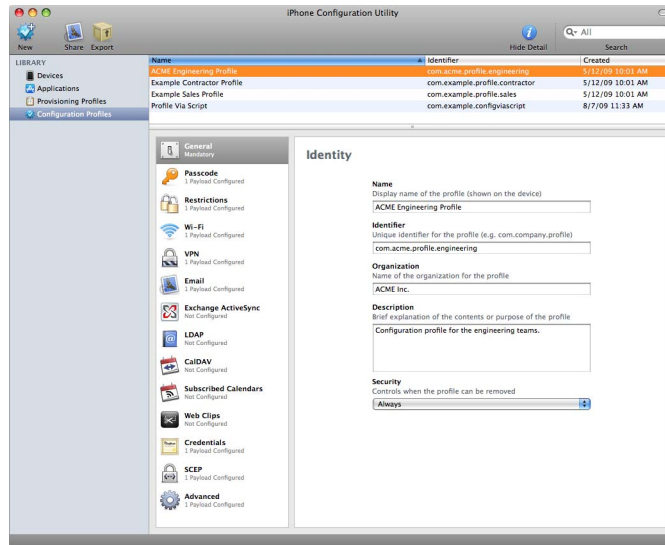 iPhone Configuration Utility
New
Share
Export
Hide Detail
All
Search
LIBRARY
Devices
Applications
Provisioning Profiles
Configuration Profiles
Name Identifier Created
ACME Engineering Profile com.acme.profile.engineering 5/12/09 10:01 AM
Example Contractor Profile com.example.profile.contractor 5/12/09 10:01 AM
Example Sales Profile com.example.profile.sales 5/12/09 10:01 AM
Profile Via Script com.example.configviascript 8/7/09 11:33 AM
General
Mandatory
Passcode
1 Payload Configured
Restrictions
1 Payload Configured
Wi-Fi
1 Payload Configured
VPN
1 Payload Configured
Email
1 Payload Configured
Exchange ActiveSync
Not Configured
LDAP
Not Configured
CalDAV
Not Configured
Subscribed Calendars
Not Configured
Web Clips
Not Configured
Credentials
1 Payload Configured
SCEP
1 Payload Configured
Advanced
1 Payload Configured
Identity
Name
Display name of the profile (shown on the device)
ACME Engineering Profile
Identifier
Unique identifier for the profile (e.g. com.company.profile)
com.acme.profile.engineering
Organization
Name of the organization for the profile
ACME Inc.
Description
Brief explanation of the contents or purpose of the profile
Configuration profile for the engineering teams.
Security
Controls when the profile can be removed
Always